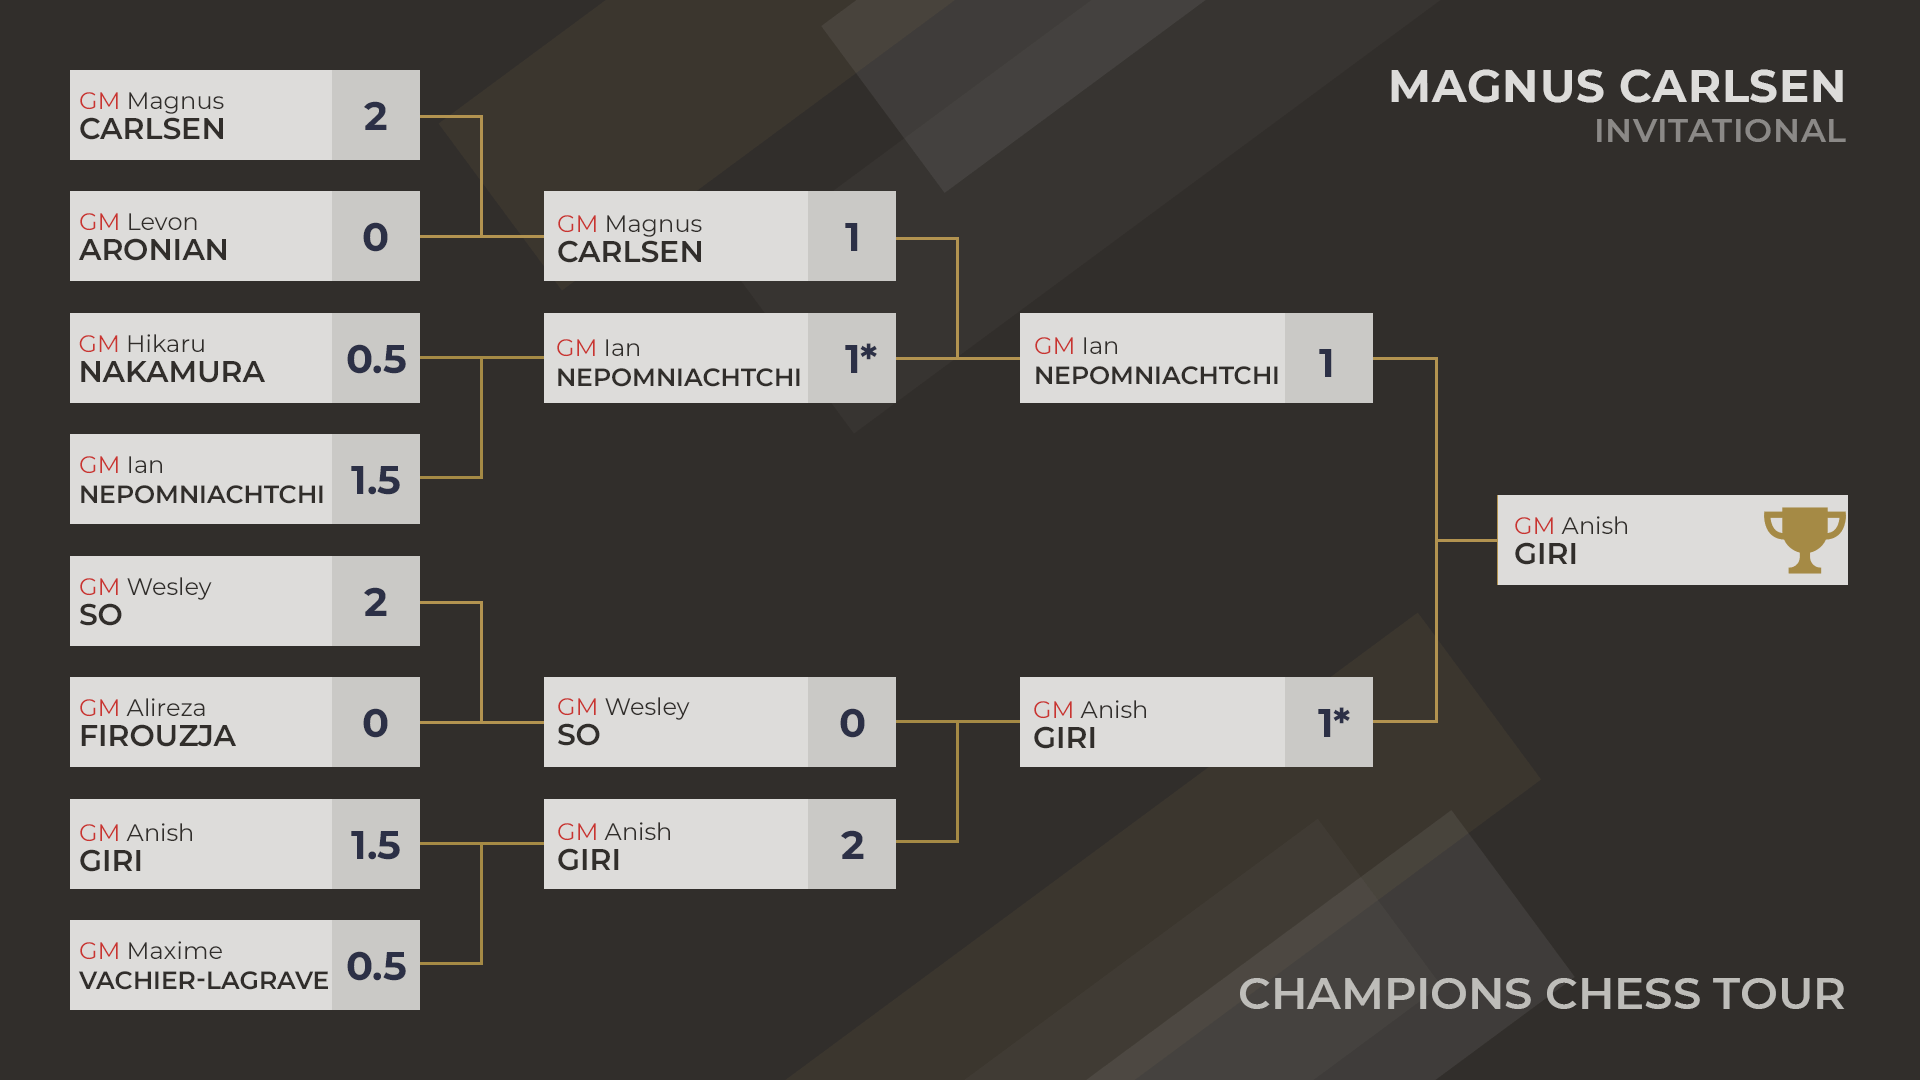 MAGNUS CARLSEN
INVITATIONAL
GM Magnus
CARLSEN
2
GM Levon
ARONIAN
0
GM Hikaru
NAKAMURA
0.5
GM Ian
NEPOMNIACHTCHI
1.5
GM Wesley
SO
2
GM Alireza
FIROUZJA
0
GM Anish
GIRI
1.5
GM Maxime
VACHIER-LAGRAVE
0.5
GM Magnus
CARLSEN
1
GM Ian
NEPOMNIACHTCHI
1*
GM Wesley
SO
0
GM Anish
GIRI
2
GM Ian
NEPOMNIACHTCHI
1
GM Anish
GIRI
1*
GM Anish
GIRI
CHAMPIONS CHESS TOUR